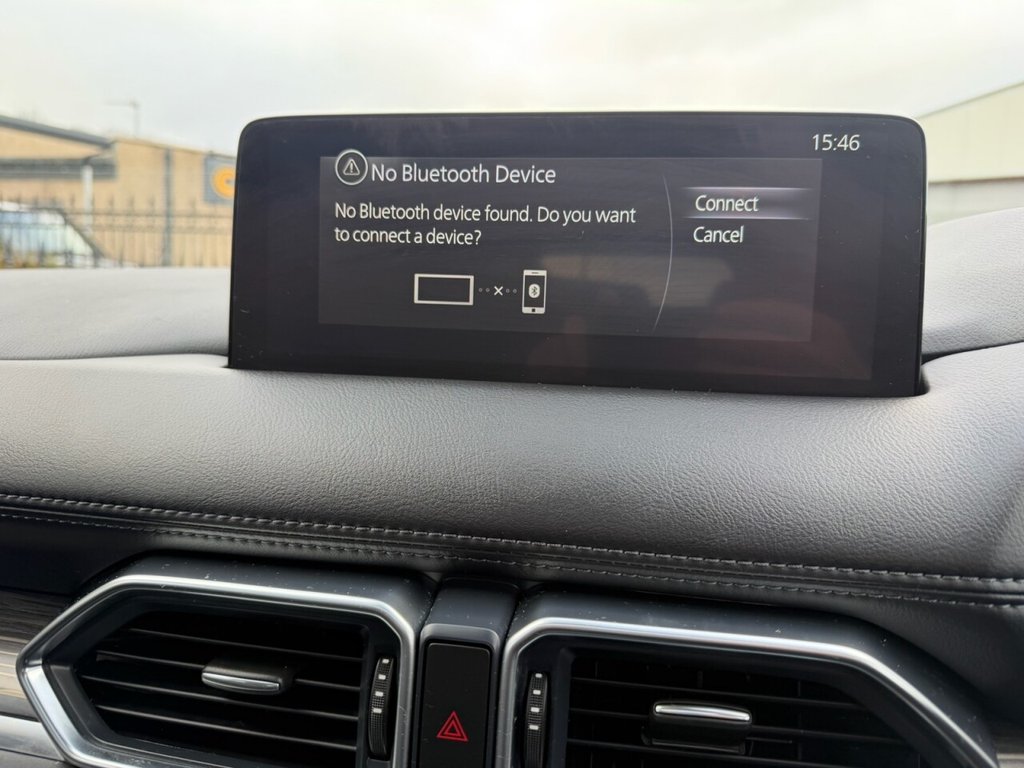 15:46
No Bluetooth Device
No Bluetooth device found. Do you want
to connect a device?
Connect
Cancel